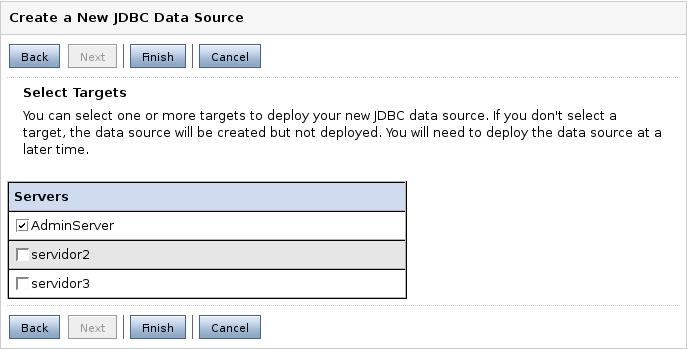 Create a New JDBC Data Source
Back Next Finish Cancel
Select Targets
You can select one or more targets to deploy your new JDBC data source. If you don't select a
target, the data source will be created but not deployed. You will need to deploy the data source at a
later time.
Servers
AdminServer
servidor2
servidor3
Back Next Finish Cancel